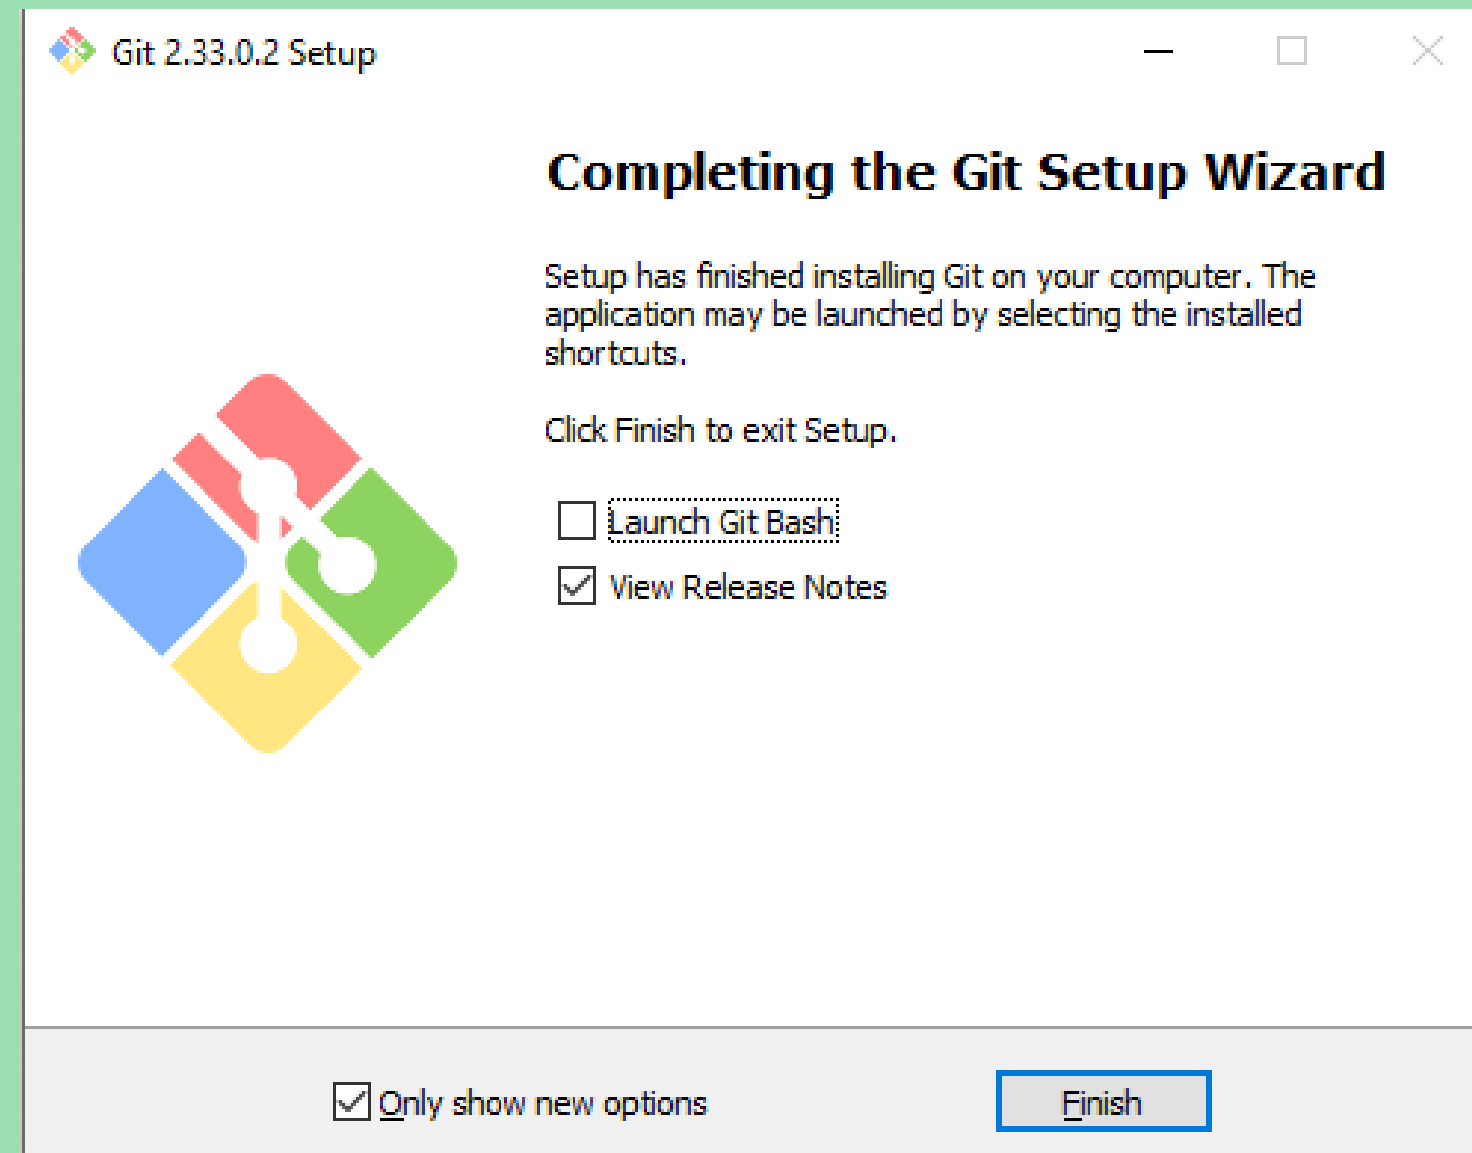 Git 2.33.0.2 Setup
Completing the Git Setup Wizard
Setup has finished installing Git on your computer. The
application may be launched by selecting the installed
shortcuts.
Click Finish to exit Setup.
Launch Git Bash
View Release Notes
Only show new options
Finish